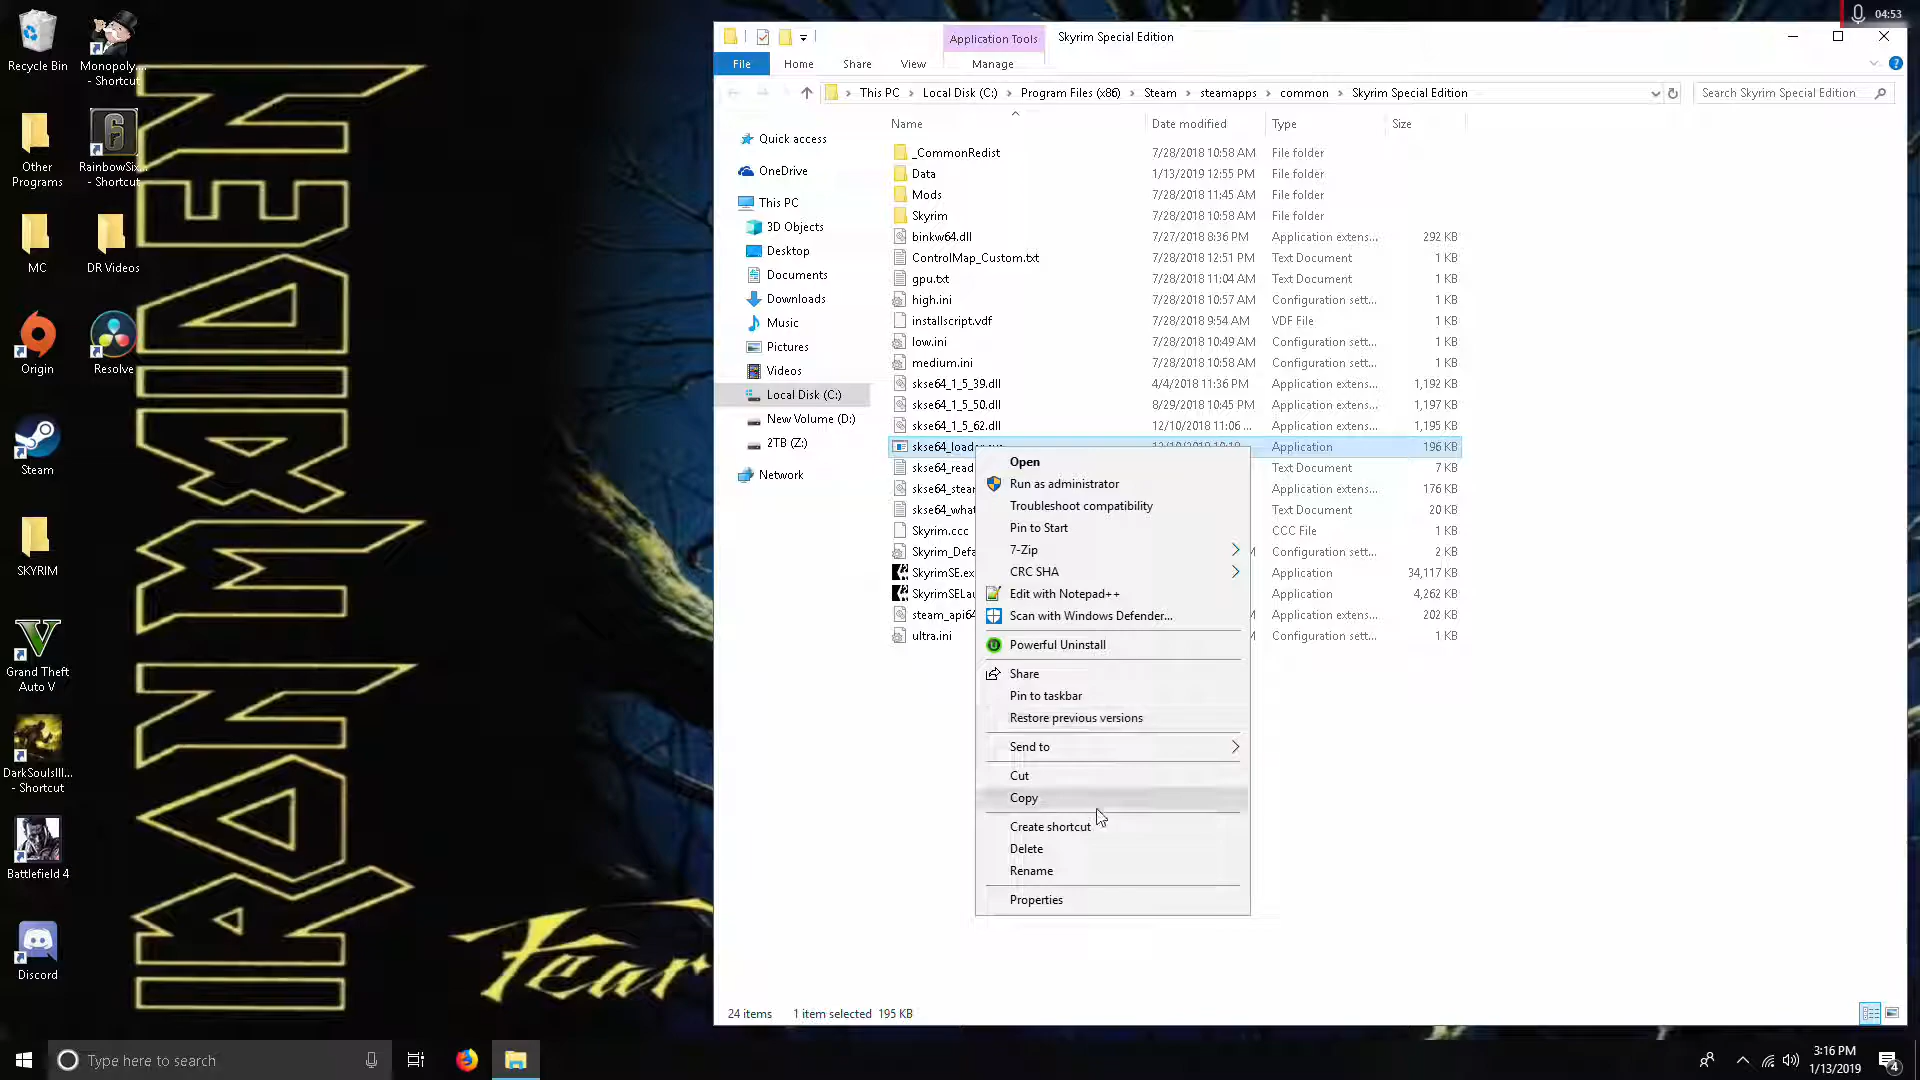 04:53
Recycle Bin
Monopoly....
- Shortcut
Other
Programs
RainbowSix...
- Shortcut
MC
DR Videos
Origin
Resolve
Steam
SKYRIM
Grand Theft
Auto V
DarkSoulsIII...
- Shortcut
Battlefield 4
Discord
IRON MAIDEN
Fear
Application Tools
Skyrim Special Edition
File
Home
Share
View
Manage
This PC > Local Disk (C:) > Program Files (x86) > Steam > steamapps > common > Skyrim Special Edition
Search Skyrim Special Edition
Quick access
OneDrive
This PC
3D Objects
Desktop
Documents
Downloads
Music
Pictures
Videos
Local Disk (C:)
New Volume (D:)
2TB (Z:)
Network
Name Date modified Type Size
_CommonRedist 7/28/2018 10:58 AM File folder
Data 1/13/2019 12:55 PM File folder
Mods 7/28/2018 11:45 AM File folder
Skyrim 7/28/2018 10:58 AM File folder
binkw64.dll 7/27/2018 8:36 PM Application extens... 292 KB
ControlMap_Custom.txt 7/28/2018 12:51 PM Text Document 1 KB
gpu.txt 7/28/2018 11:04 AM Text Document 1 KB
high.ini 7/28/2018 10:57 AM Configuration sett... 1 KB
installscript.vdf 7/28/2018 9:54 AM VDF File 1 KB
low.ini 7/28/2018 10:49 AM Configuration sett... 1 KB
medium.ini 7/28/2018 10:58 AM Configuration sett... 1 KB
skse64_1_5_39.dll 4/4/2018 11:36 PM Application extens... 1,192 KB
skse64_1_5_50.dll 8/29/2018 10:45 PM Application extens... 1,197 KB
skse64_1_5_62.dll 12/10/2018 11:06 ... Application extens... 1,195 KB
skse64_loader.exe Application 196 KB
skse64_read Text Document 7 KB
skse64_stear Application extens... 176 KB
skse64_what Text Document 20 KB
Skyrim.ccc CCC File 1 KB
Skyrim_Defa Configuration sett... 2 KB
SkyrimSE.ex Application 34,117 KB
SkyrimSELau Application 4,262 KB
steam_api64 Application extens... 202 KB
ultra.ini Configuration sett... 1 KB
Open
Run as administrator
Troubleshoot compatibility
Pin to Start
7-Zip
CRC SHA
Edit with Notepad++
Scan with Windows Defender...
Powerful Uninstall
Share
Pin to taskbar
Restore previous versions
Send to
Cut
Copy
Create shortcut
Delete
Rename
Properties
24 items 1 item selected 195 KB
Type here to search
3:16 PM
1/13/2019
4